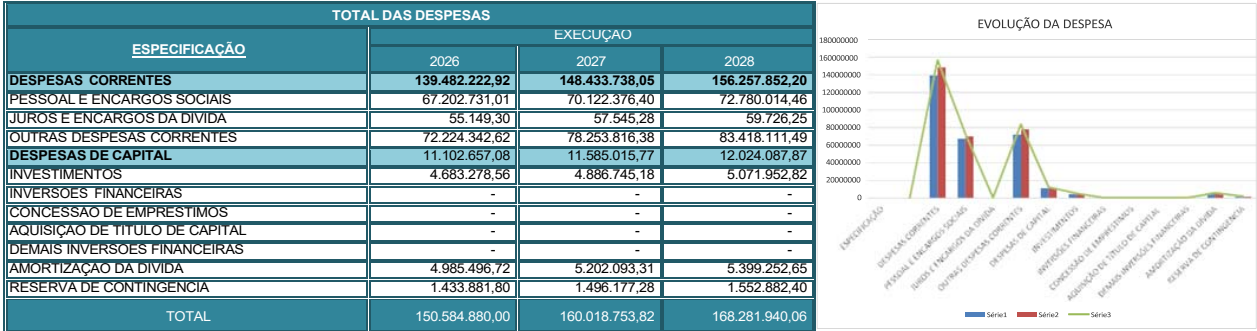 TOTAL DAS DESPESAS
ESPECIFICAÇÃO
EXECUÇÃO
2026 2027 2028
DESPESAS CORRENTES 139.482.222,92 148.433.738,05 156.257.852,20
PESSOAL E ENCARGOS SOCIAIS 67.202.731,01 70.122.376,40 72.780.014,46
JUROS E ENCARGOS DA DIVIDA 55.149,30 57.545,28 59.726,25
OUTRAS DESPESAS CORRENTES 72.224.342,62 78.253.816,38 83.418.111,49
DESPESAS DE CAPITAL 11.102.657,08 11.585.015,77 12.024.087,87
INVESTIMENTOS 4.683.278,56 4.886.745,18 5.071.952,82
INVERSOES FINANCEIRAS - - -
CONCESSAO DE EMPRESTIMOS - - -
AQUISIÇAO DE TITULO DE CAPITAL - - -
DEMAIS INVERSOES FINANCEIRAS - - -
AMORTIZAÇAO DA DIVIDA 4.985.496,72 5.202.093,31 5.399.252,65
RESERVA DE CONTINGENCIA 1.433.881,80 1.496.177,28 1.552.882,40
TOTAL 150.584.880,00 160.018.753,82 168.281.940,06
EVOLUÇÃO DA DESPESA
180000000
160000000
140000000
120000000
100000000
80000000
60000000
40000000
20000000
0
ESPECIFICAÇÃO
DESPESAS CORRENTES
PESSOAL E ENCARGOS SOCIAIS
JUROS E ENCARGOS DA DIVIDA
OUTRAS DESPESAS CORRENTES
DESPESAS DE CAPITAL
INVESTIMENTOS
INVERSÕES FINANCEIRAS
CONCESSÃO DE EMPRÉSTIMOS
AQUISIÇÃO DE TÍTULO DE CAPITAL
DEMAIS INVERSÕES FINANCEIRAS
AMORTIZAÇÃO DA DÍVIDA
RESERVA DE CONTINGENCIA
Série1 Série2 Série3